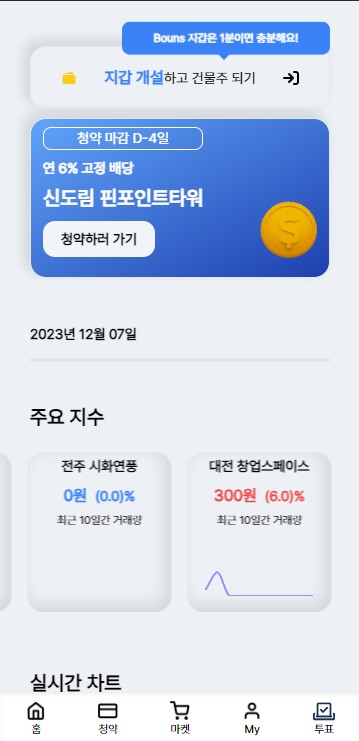 Bouns 지갑은 1분이면 충분해요!
지갑 개설하고 건물주 되기
청약 마감 D-4일
연 6% 고정 배당
신도림 핀포인트타워
청약하러 가기
2023년 12월 07일
주요 지수
전주 시화연풍
0원 (0.0)%
최근 10일간 거래량
대전 창업스페이스
300원 (6.0)%
최근 10일간 거래량
실시간 차트
홈 청약 마켓 My 투표